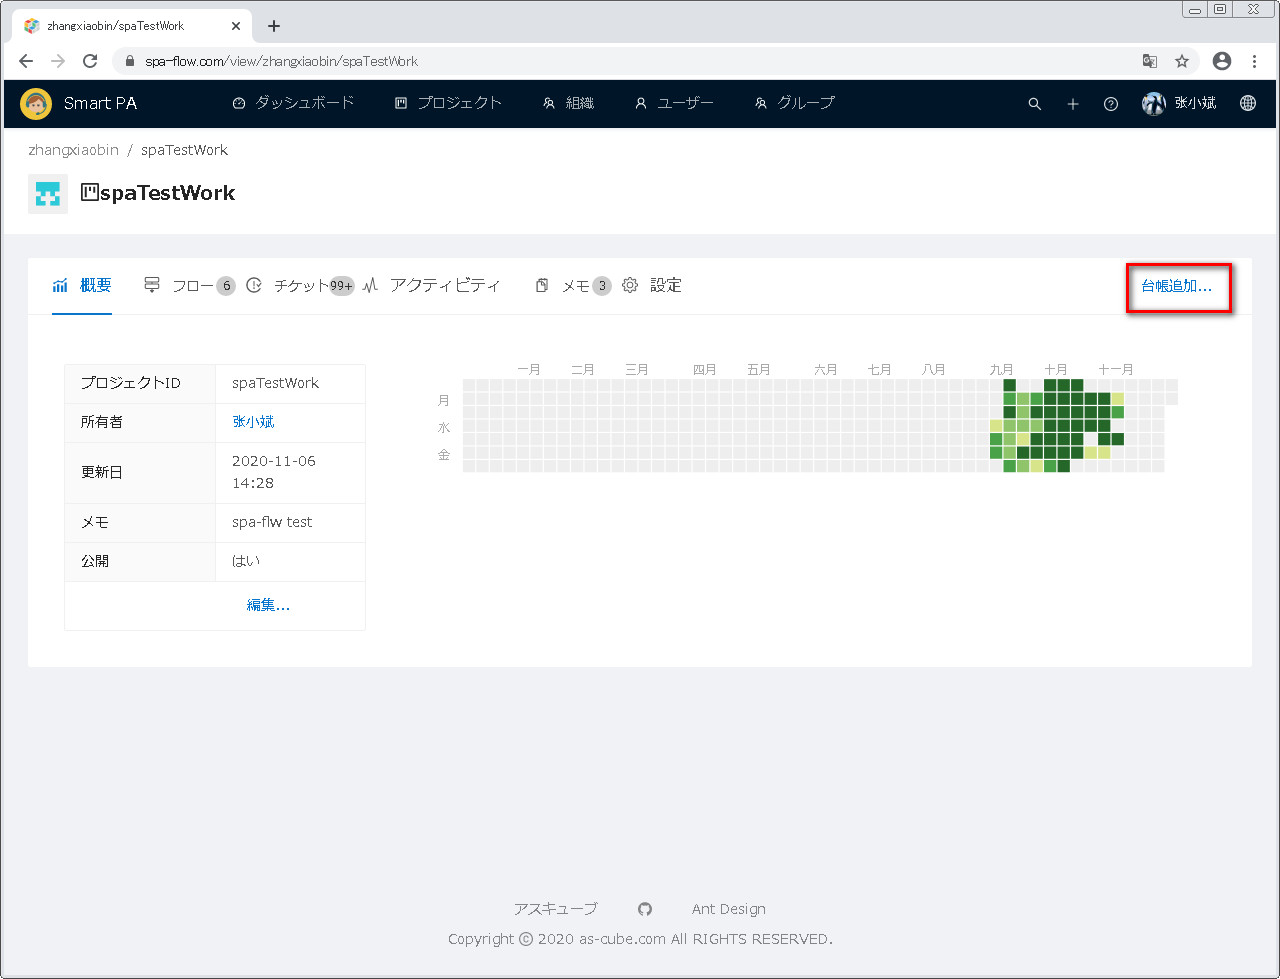 zhangxiaobin/spaTestWork
spa-flow.com/view/zhangxiaobin/spaTestWork
Smart PA ダッシュボード プロジェクト 組織 ユーザー グループ 张小斌
zhangxiaobin / spaTestWork
spaTestWork
概要 フロー 6 チケット 99+ アクティビティ メモ 3 設定 台帳追加...
一月 二月 三月 四月 五月 六月 七月 八月 九月 十月 十一月
月
水
金
プロジェクトID spaTestWork
所有者 张小斌
更新日 2020-11-06 14:28
メモ spa-flw test
公開 はい
編集...
アスキューブ Ant Design
Copyright © 2020 as-cube.com All RIGHTS RESERVED.